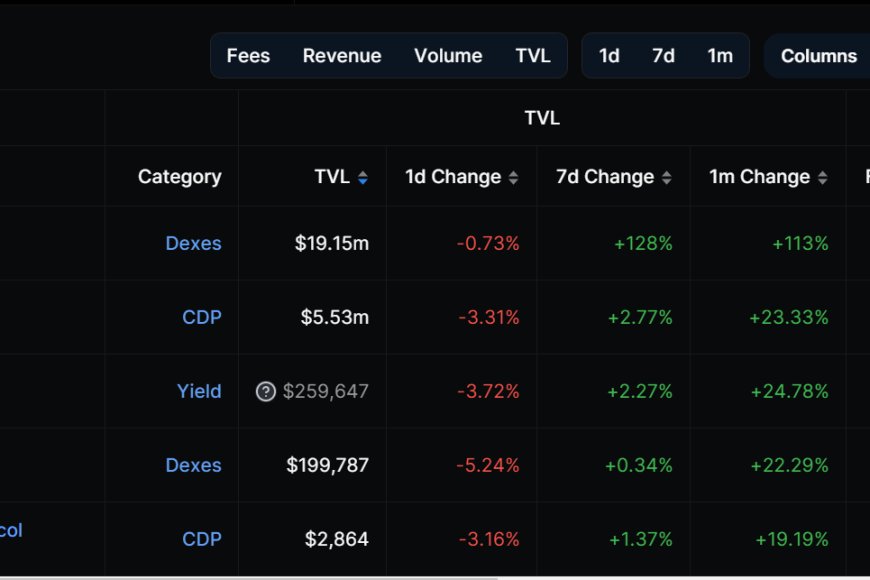 Fees Revenue Volume TVL 1d 7d 1m Columns
TVL
Category TVL 1d Change 7d Change 1m Change
Dexes $19.15m -0.73% +128% +113%
CDP $5.53m -3.31% +2.77% +23.33%
Yield ? $259,647 -3.72% +2.27% +24.78%
Dexes $199,787 -5.24% +0.34% +22.29%
col CDP $2,864 -3.16% +1.37% +19.19%